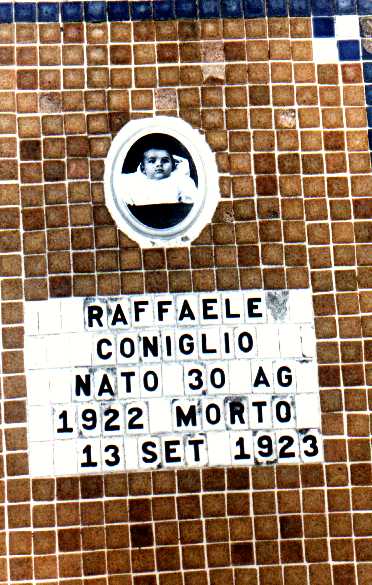 RAFFAELE
CONIGLIO
NATO 30 AG
1922 MORTO
13 SET 1923